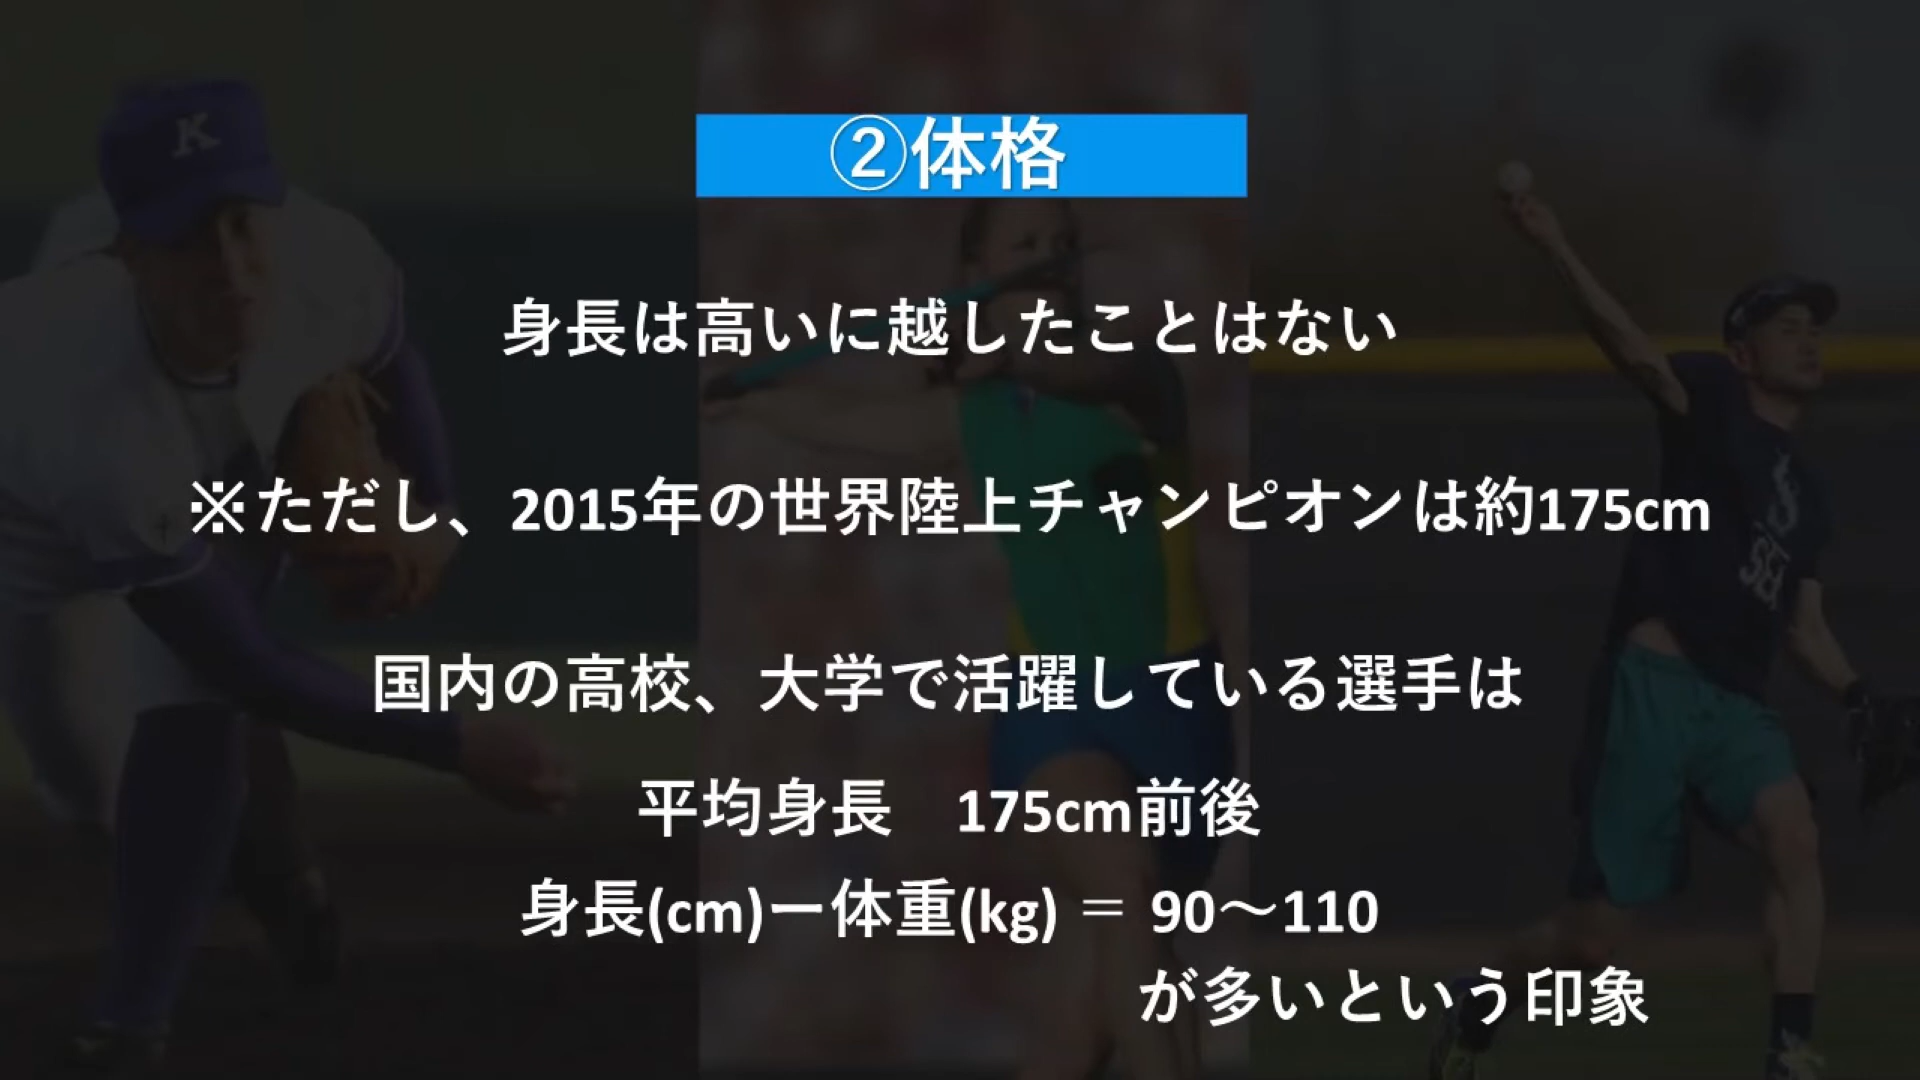 ②体格
身長は高いに越したことはない
※ただし、2015年の世界陸上チャンピオンは約175cm
国内の高校、大学で活躍している選手は
平均身長　175cm前後
身長(cm)ー体重(kg) ＝ 90～110
が多いという印象
K